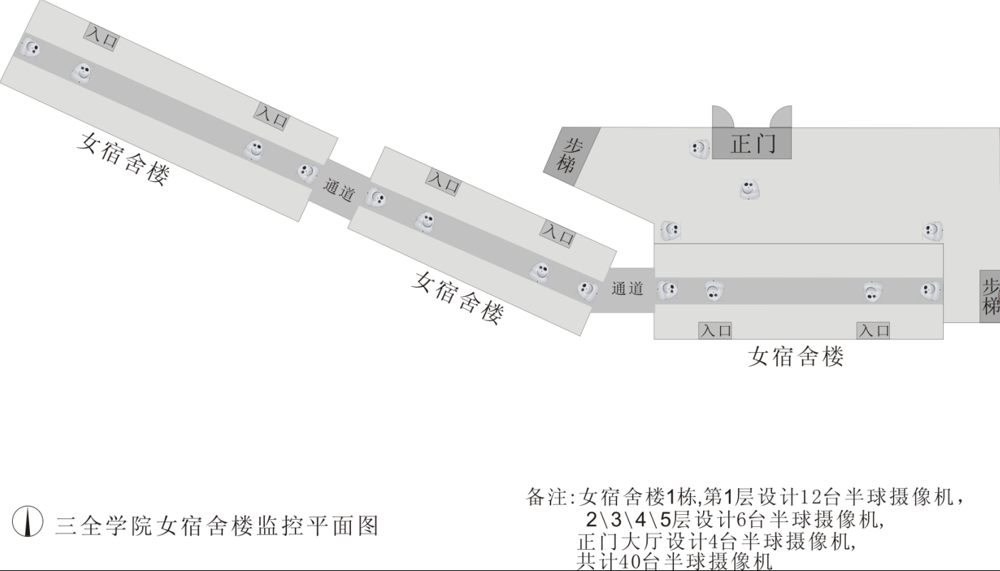 入口
入口
女宿舍楼
通道
入口
入口
女宿舍楼
通道
步梯
正门
步梯
入口
入口
女宿舍楼
三全学院女宿舍楼监控平面图
备注:女宿舍楼1栋,第1层设计12台半球摄像机，
2\3\4\5层设计6台半球摄像机,
正门大厅设计4台半球摄像机,
共计40台半球摄像机